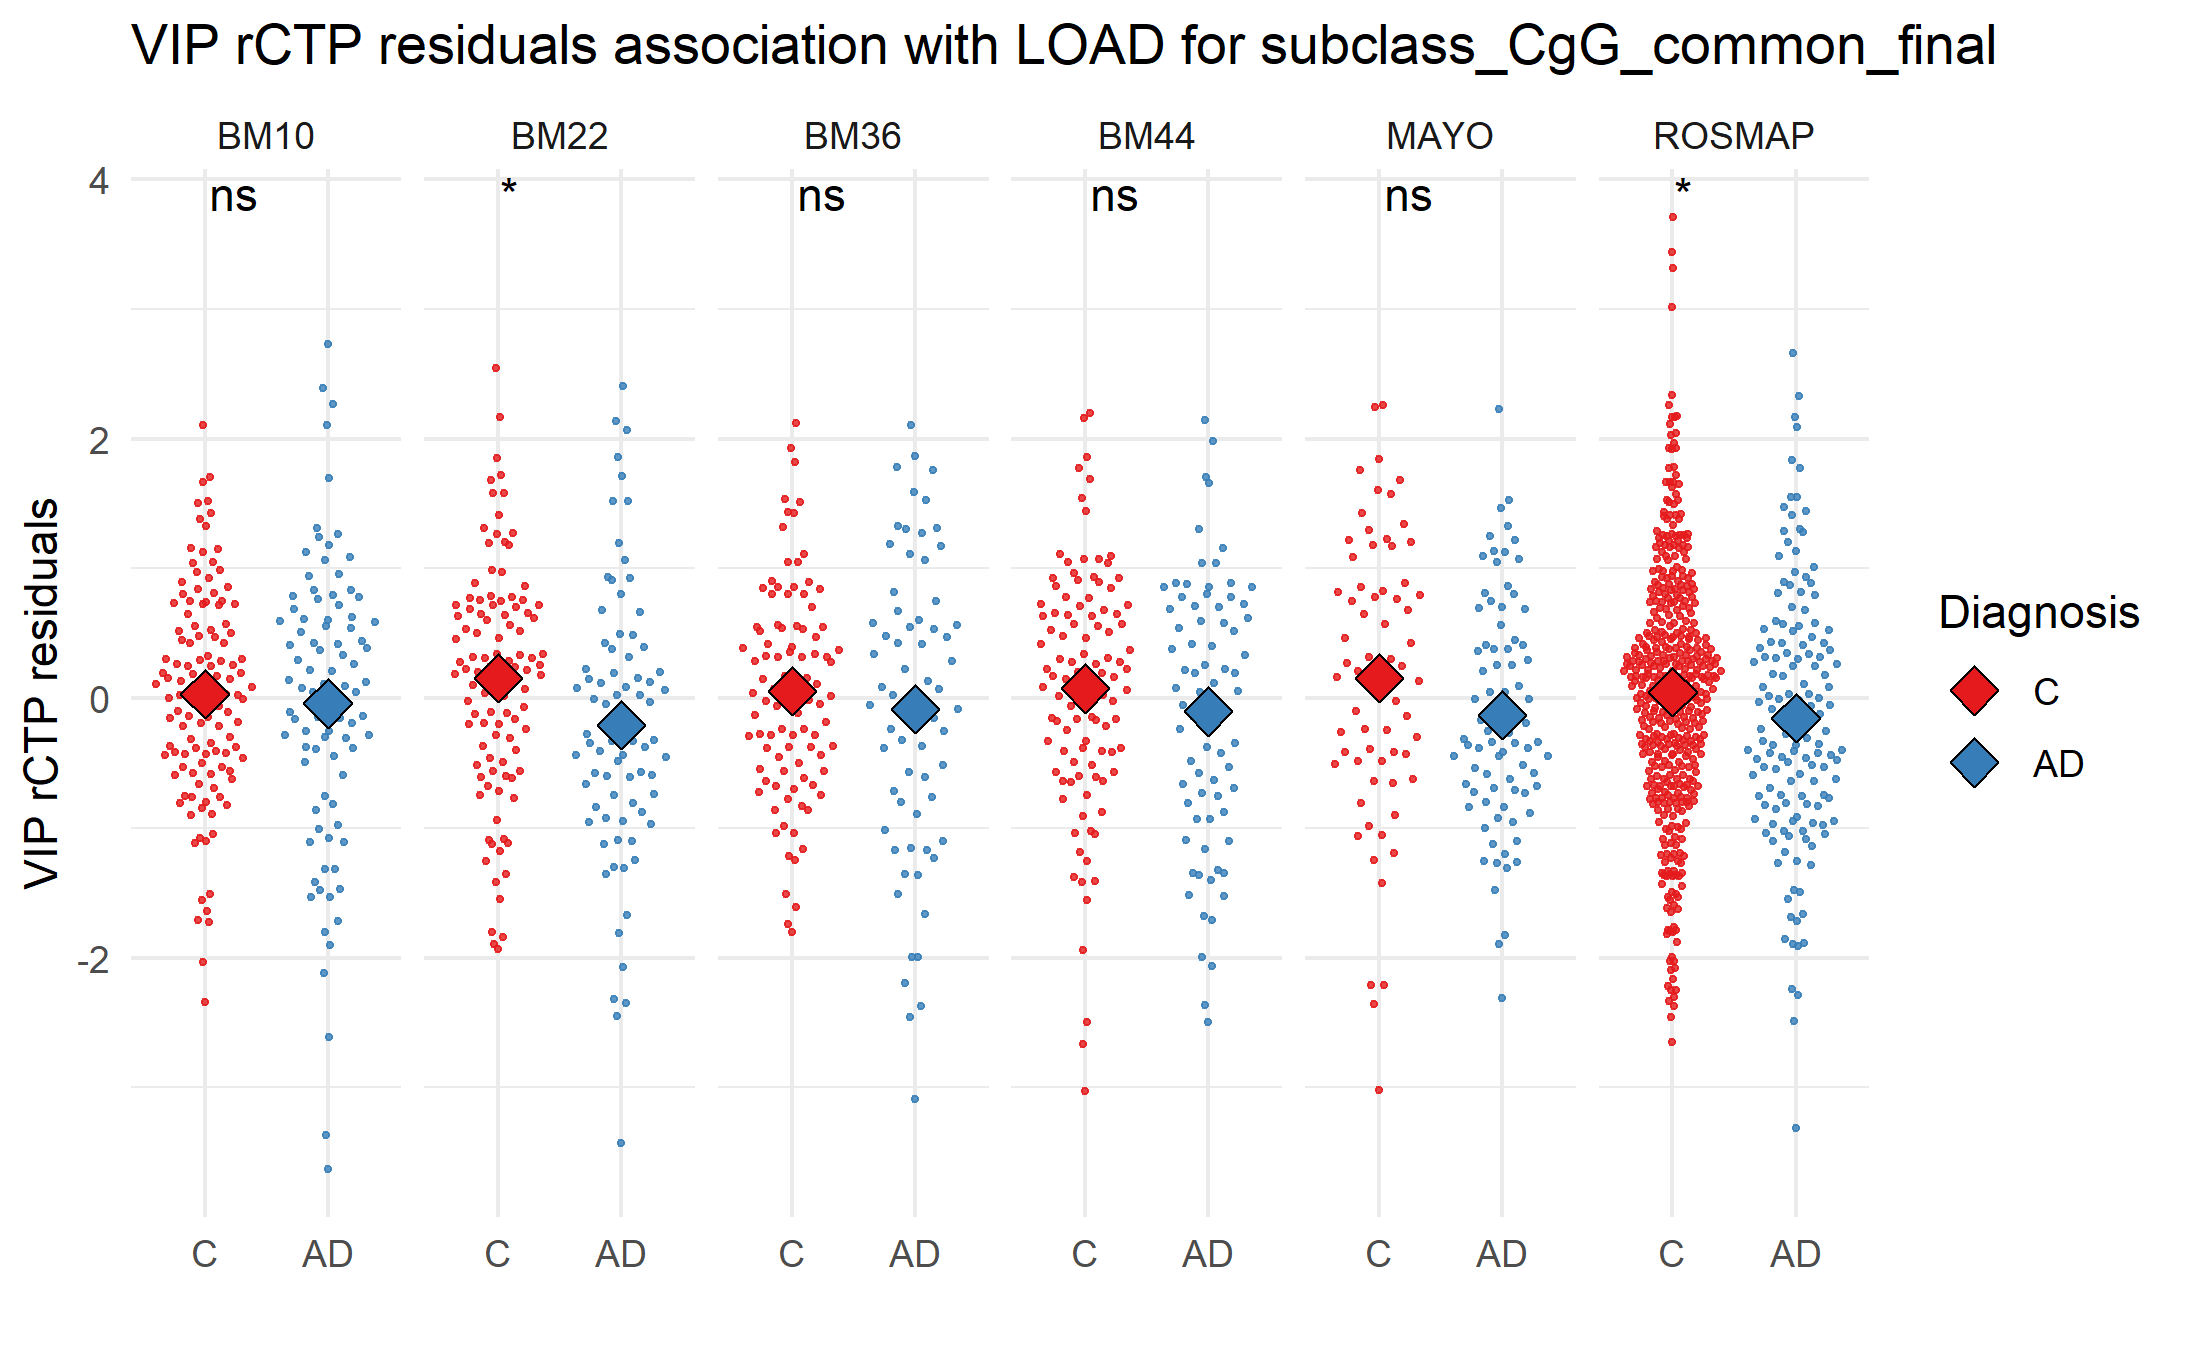 VIP rCTP residuals association with LOAD for subclass_CgG_common_final
BM10 BM22 BM36 BM44 MAYO ROSMAP
ns * ns ns ns *
4
2
0
-2
VIP rCTP residuals
C AD C AD C AD C AD C AD C AD
Diagnosis
C
AD